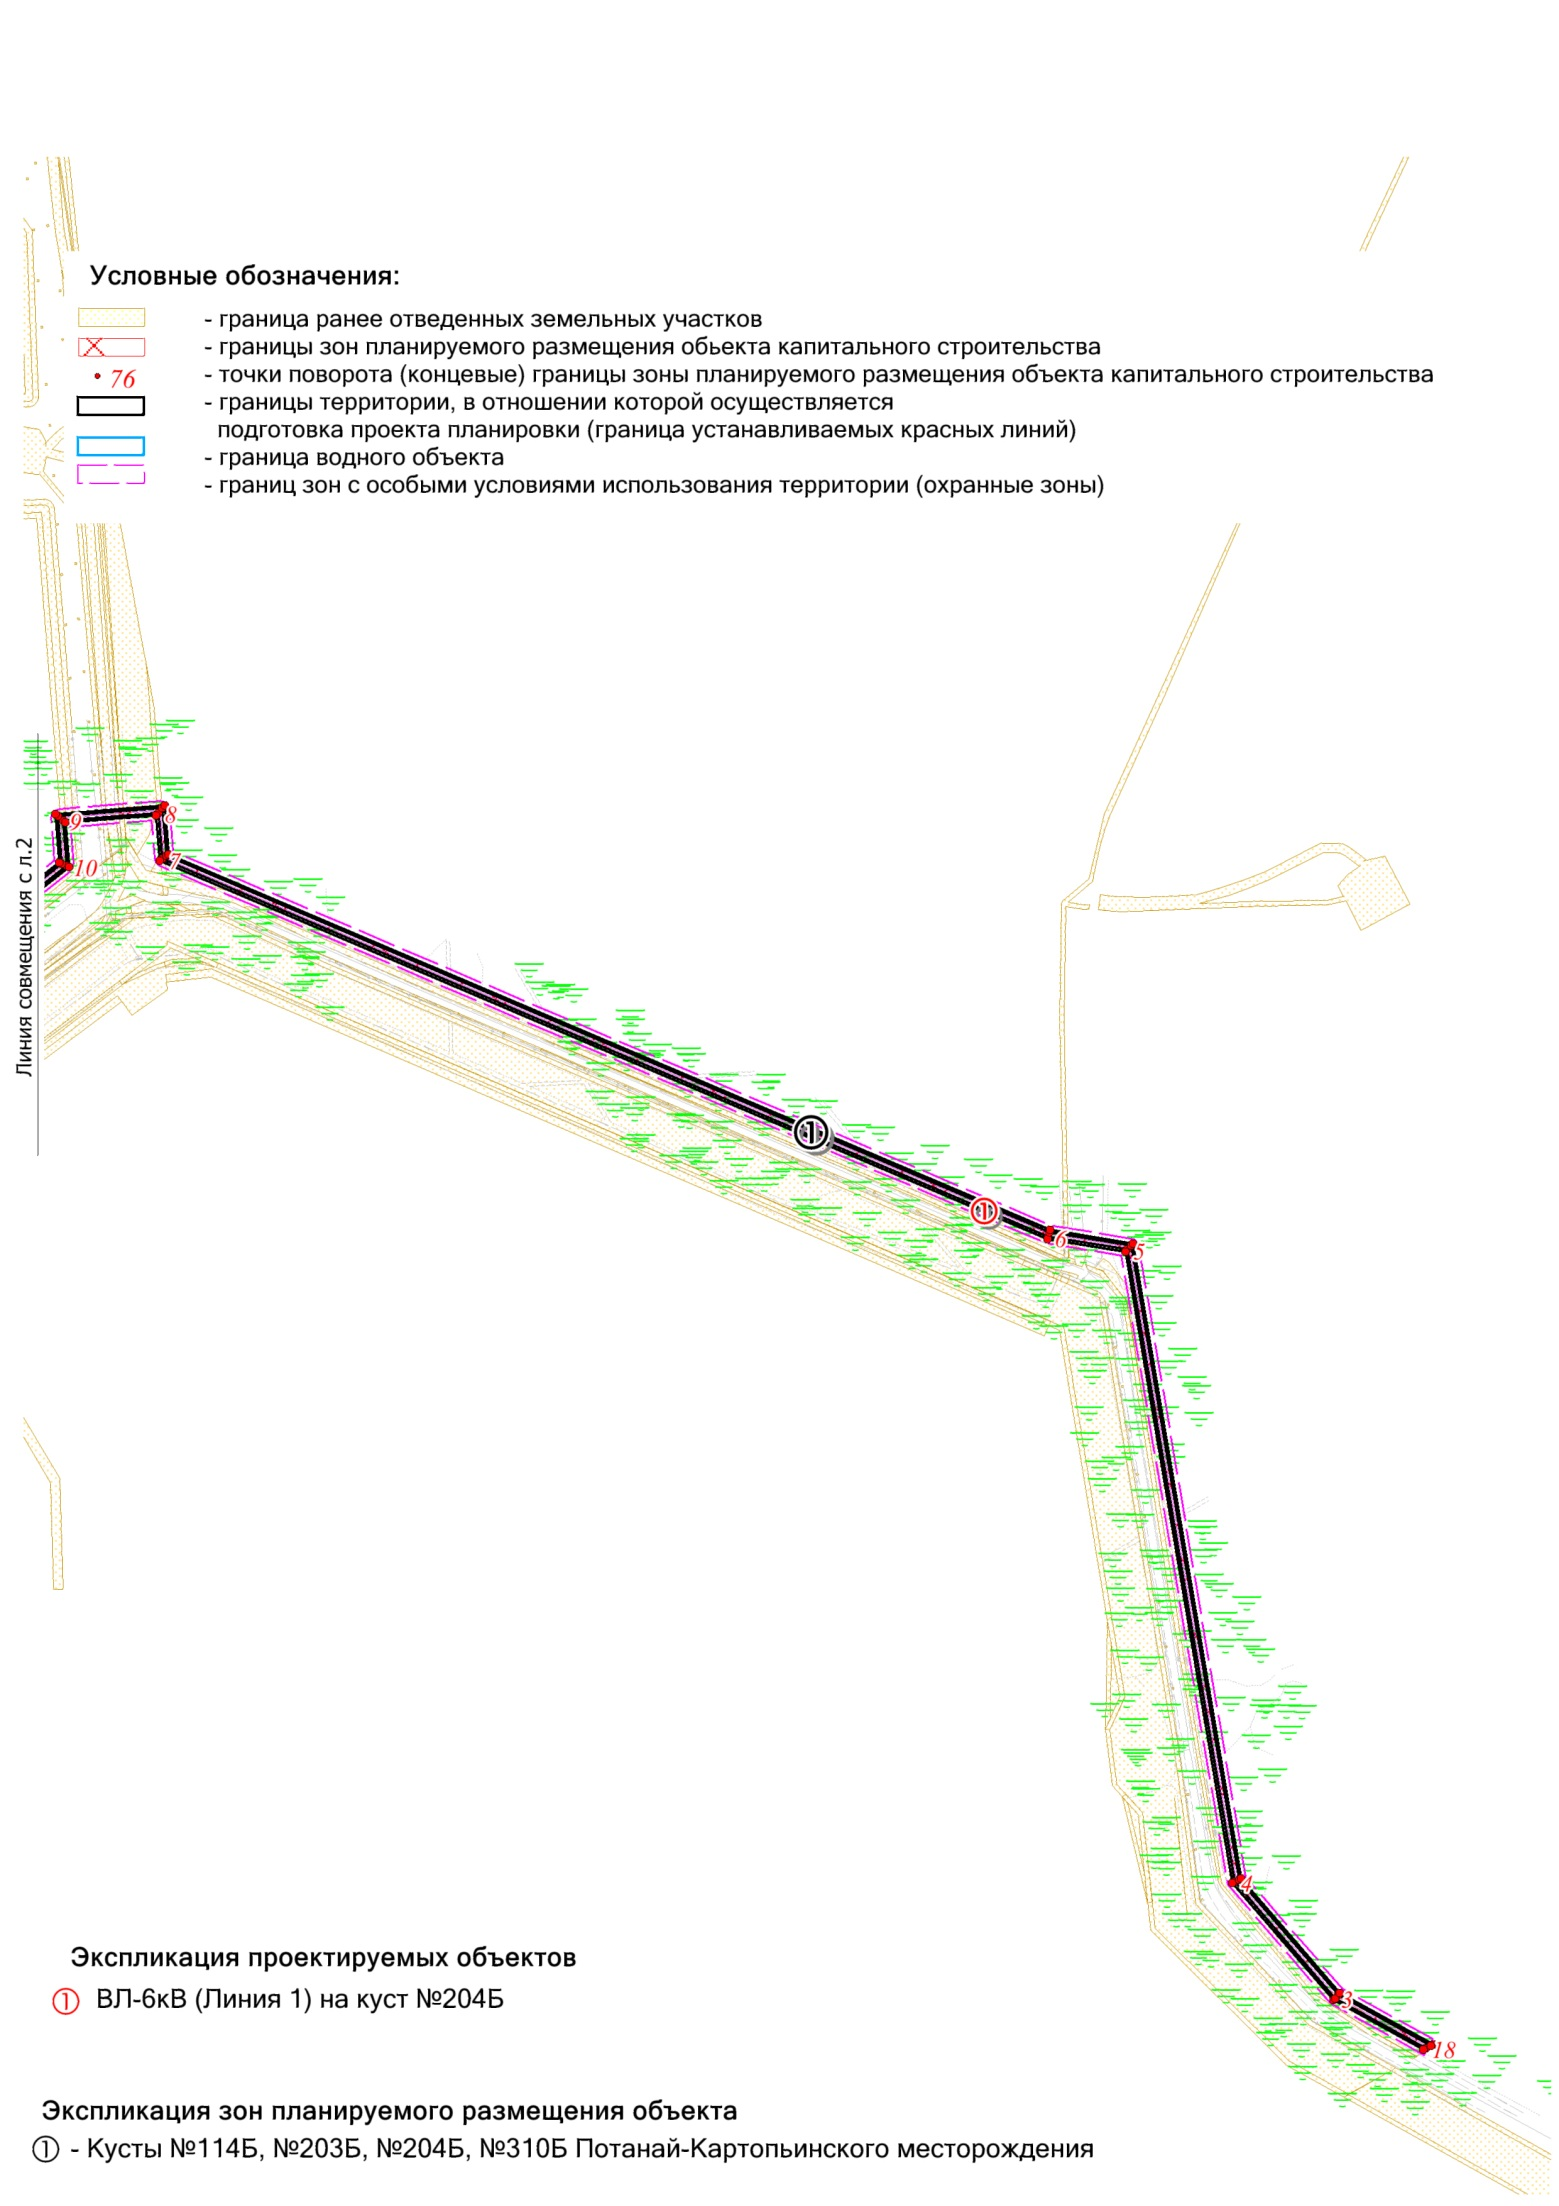 Условные обозначения:
- граница ранее отведенных земельных участков
- границы зон планируемого размещения обьекта капитального строительства
76 - точки поворота (концевые) границы зоны планируемого размещения объекта капитального строительства
- границы территории, в отношении которой осуществляется
подготовка проекта планировки (граница устанавливаемых красных линий)
- граница водного объекта
- границ зон с особыми условиями использования территории (охранные зоны)
Линия совмещения с л.2
8
9
7
10
1
1
6
5
4
3
18
Экспликация проектируемых объектов
1 ВЛ-6кВ (Линия 1) на куст №204Б
Экспликация зон планируемого размещения объекта
1 - Кусты №114Б, №203Б, №204Б, №310Б Потанай-Картопьинского месторождения